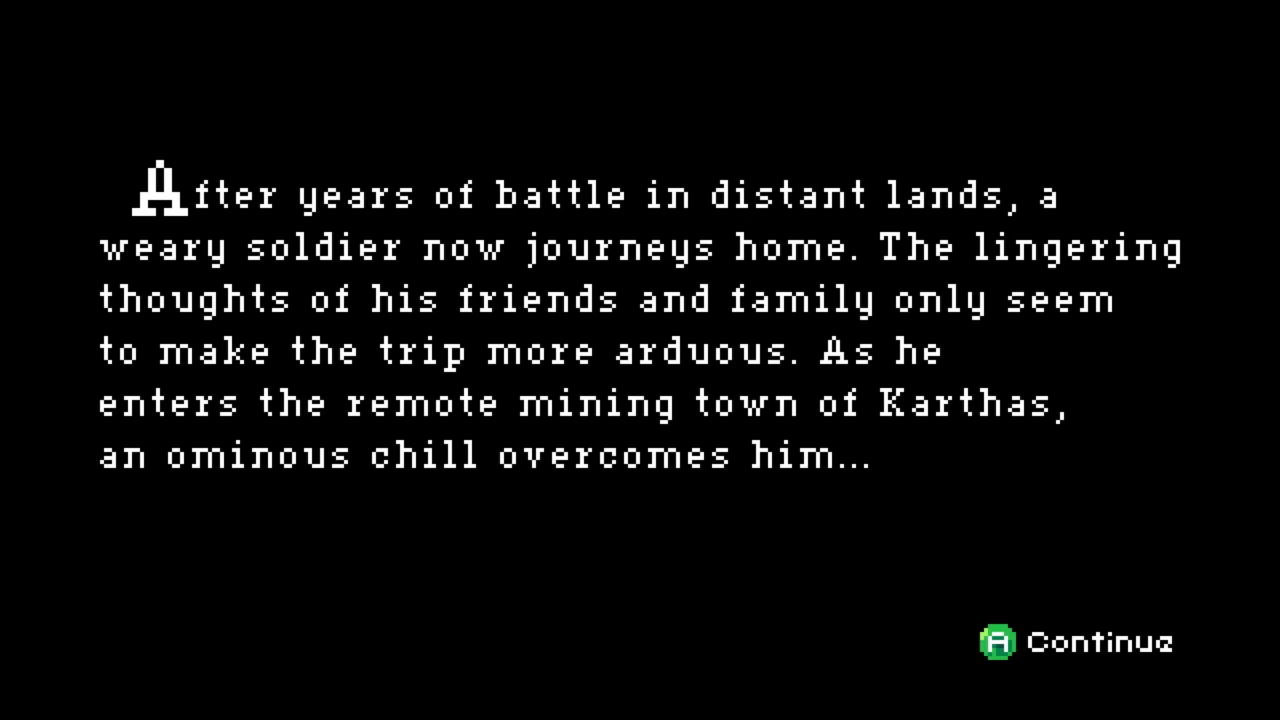 After years of battle in distant lands, a
weary soldier now journeys home. The lingering
thoughts of his friends and family only seem
to make the trip more arduous. As he
enters the remote mining town of Karthas,
an ominous chill overcomes him...
A Continue